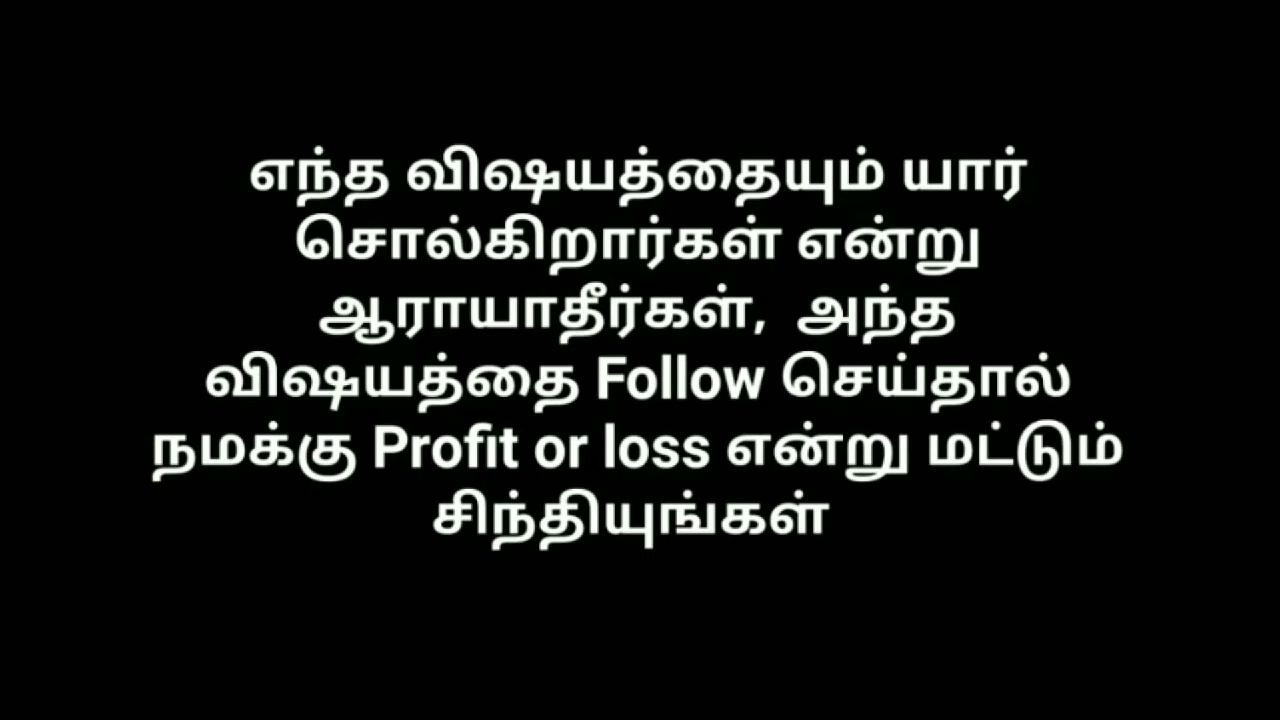 எந்த விஷயத்தையும் யார்
சொல்கிறார்கள் என்று
ஆராயாதீர்கள், அந்த
விஷயத்தை Follow செய்தால்
நமக்கு Profit or loss என்று மட்டும்
சிந்தியுங்கள்